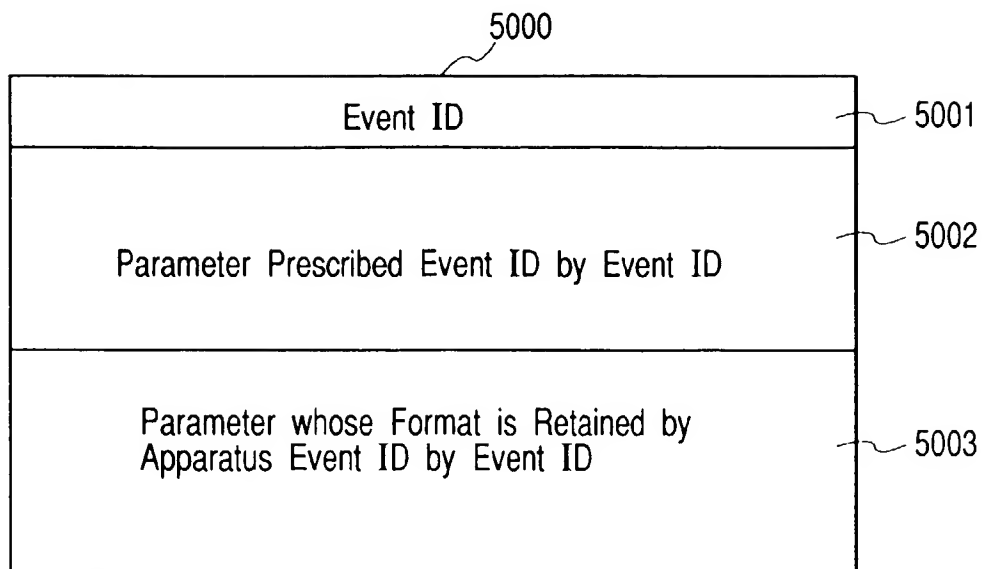 5000
Event ID
5001
Parameter Prescribed Event ID by Event ID
5002
Parameter whose Format is Retained by
Apparatus Event ID by Event ID
5003